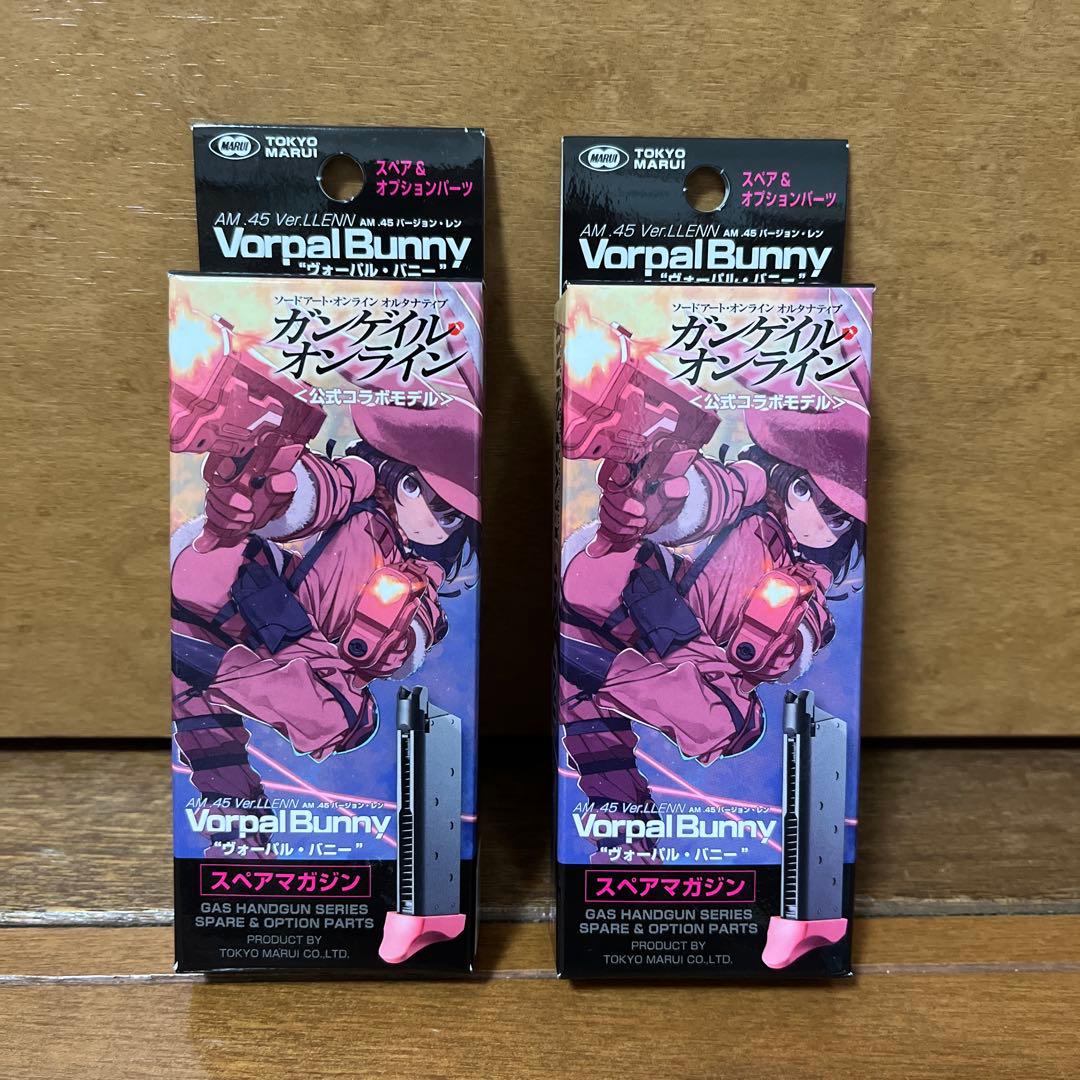 MARUI
TOKYO
MARUI
スペア&
オプションパーツ
AM .45 Ver.LLENN AM .45 バージョン・レン
Vorpal Bunny
"ヴォーパル・バニー"
ソードアート・オンライン オルタナティブ
ガンゲイル・
オンライン
<公式コラボモデル>
AM .45 Ver.LLENN AM .45 バージョン・レン
Vorpal Bunny
"ヴォーパル・バニー"
スペアマガジン
GAS HANDGUN SERIES
SPARE & OPTION PARTS
PRODUCT BY
TOKYO MARUI CO.,LTD.
MARUI
TOKYO
MARUI
スペア&
オプションパーツ
AM .45 Ver.LLENN AM .45 バージョン・レン
Vorpal Bunny
"ヴォーパル・バニー"
ソードアート・オンライン オルタナティブ
ガンゲイル・
オンライン
<公式コラボモデル>
AM .45 Ver.LLENN AM .45 バージョン・レン
Vorpal Bunny
"ヴォーパル・バニー"
スペアマガジン
GAS HANDGUN SERIES
SPARE & OPTION PARTS
PRODUCT BY
TOKYO MARUI CO.,LTD.